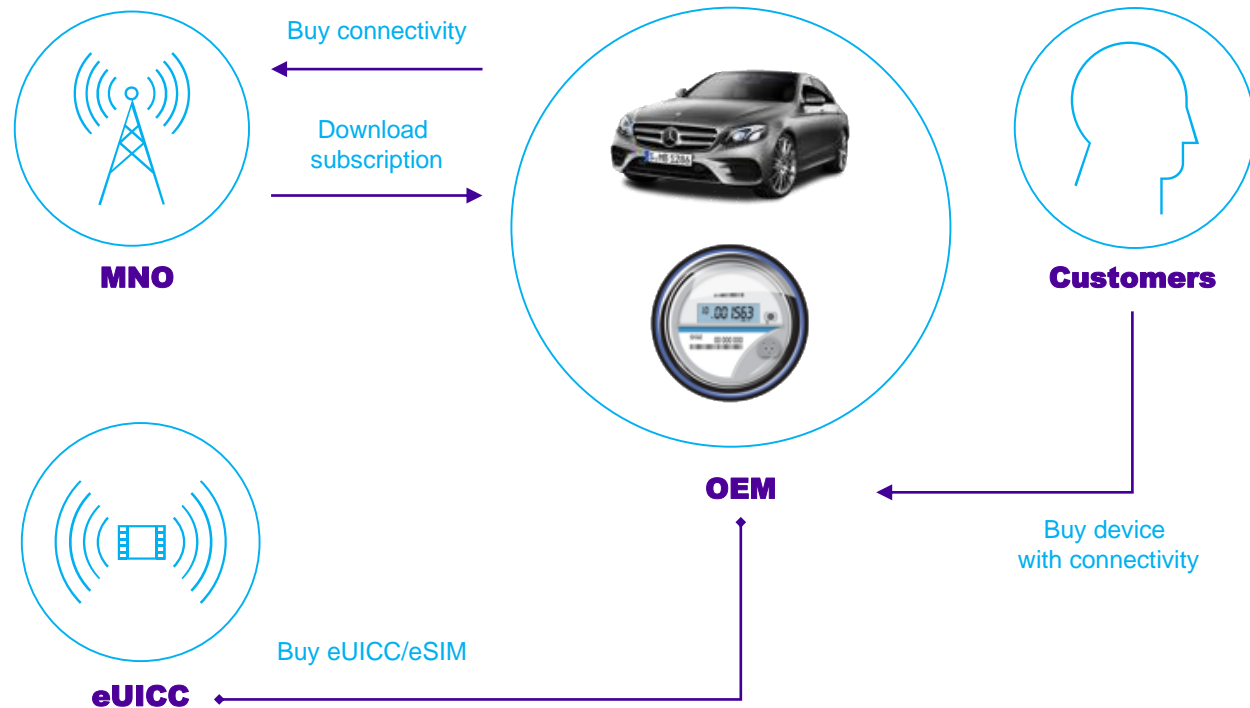 Buy connectivity
Download
subscription
MNO
Customers
OEM
Buy device
with connectivity
Buy eUICC/eSIM
eUICC